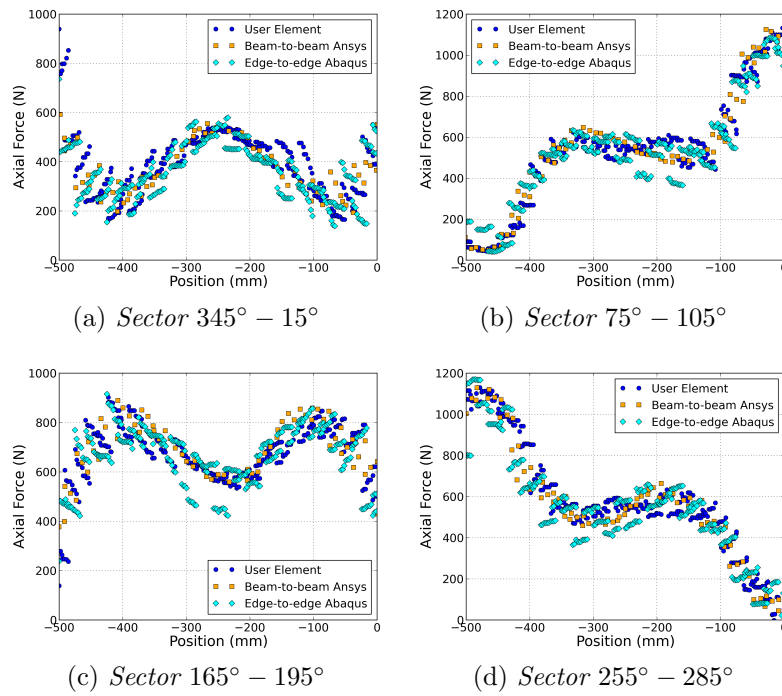 1000
800
600
400
200
0
Axial Force (N)
User Element
Beam-to-beam Ansys
Edge-to-edge Abaqus
−500 −400 −300 −200 −100 0
Position (mm)
(a) Sector 345° − 15°
1200
1000
800
600
400
200
0
Axial Force (N)
User Element
Beam-to-beam Ansys
Edge-to-edge Abaqus
−500 −400 −300 −200 −100
Position (mm)
(b) Sector 75° − 105°
1000
800
600
400
200
0
Axial Force (N)
User Element
Beam-to-beam Ansys
Edge-to-edge Abaqus
−500 −400 −300 −200 −100 0
Position (mm)
(c) Sector 165° − 195°
1200
1000
800
600
400
200
0
Axial Force (N)
User Element
Beam-to-beam Ansys
Edge-to-edge Abaqus
−500 −400 −300 −200 −100
Position (mm)
(d) Sector 255° − 285°